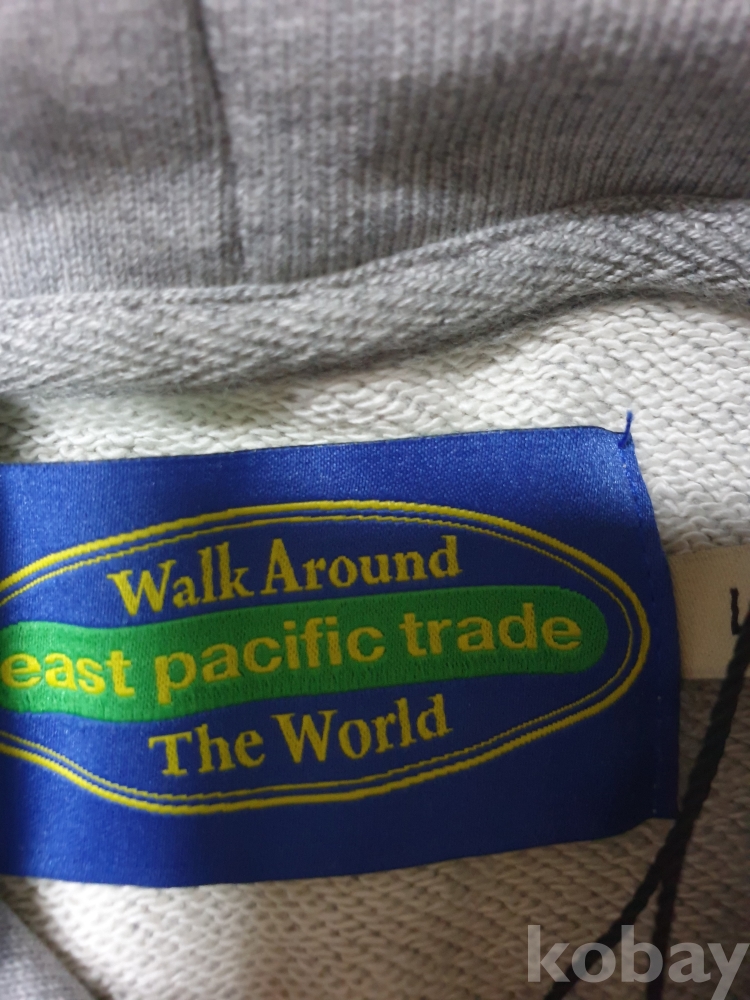 Walk Around
east pacific trade
The World
kobay